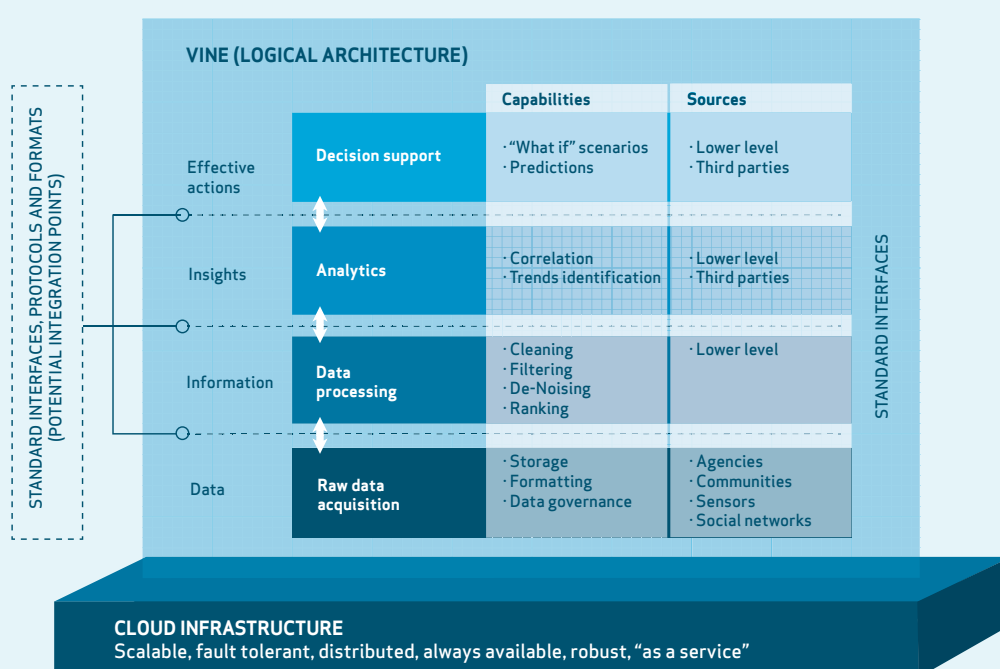 VINE (LOGICAL ARCHITECTURE)
STANDARD INTERFACES, PROTOCOLS AND FORMATS
(POTENTIAL INTEGRATION POINTS)
Capabilities
Sources
Effective
actions
Decision support
· “What if” scenarios
· Predictions
· Lower level
· Third parties
Insights
Analytics
· Correlation
· Trends identification
· Lower level
· Third parties
Information
Data
processing
· Cleaning
· Filtering
· De-Noising
· Ranking
· Lower level
Data
Raw data
acquisition
· Storage
· Formatting
· Data governance
· Agencies
· Communities
· Sensors
· Social networks
STANDARD INTERFACES
CLOUD INFRASTRUCTURE
Scalable, fault tolerant, distributed, always available, robust, “as a service”